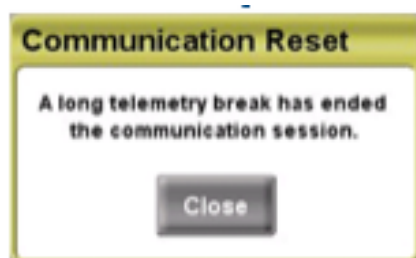 Communication Reset
A long telemetry break has ended
the communication session.
Close